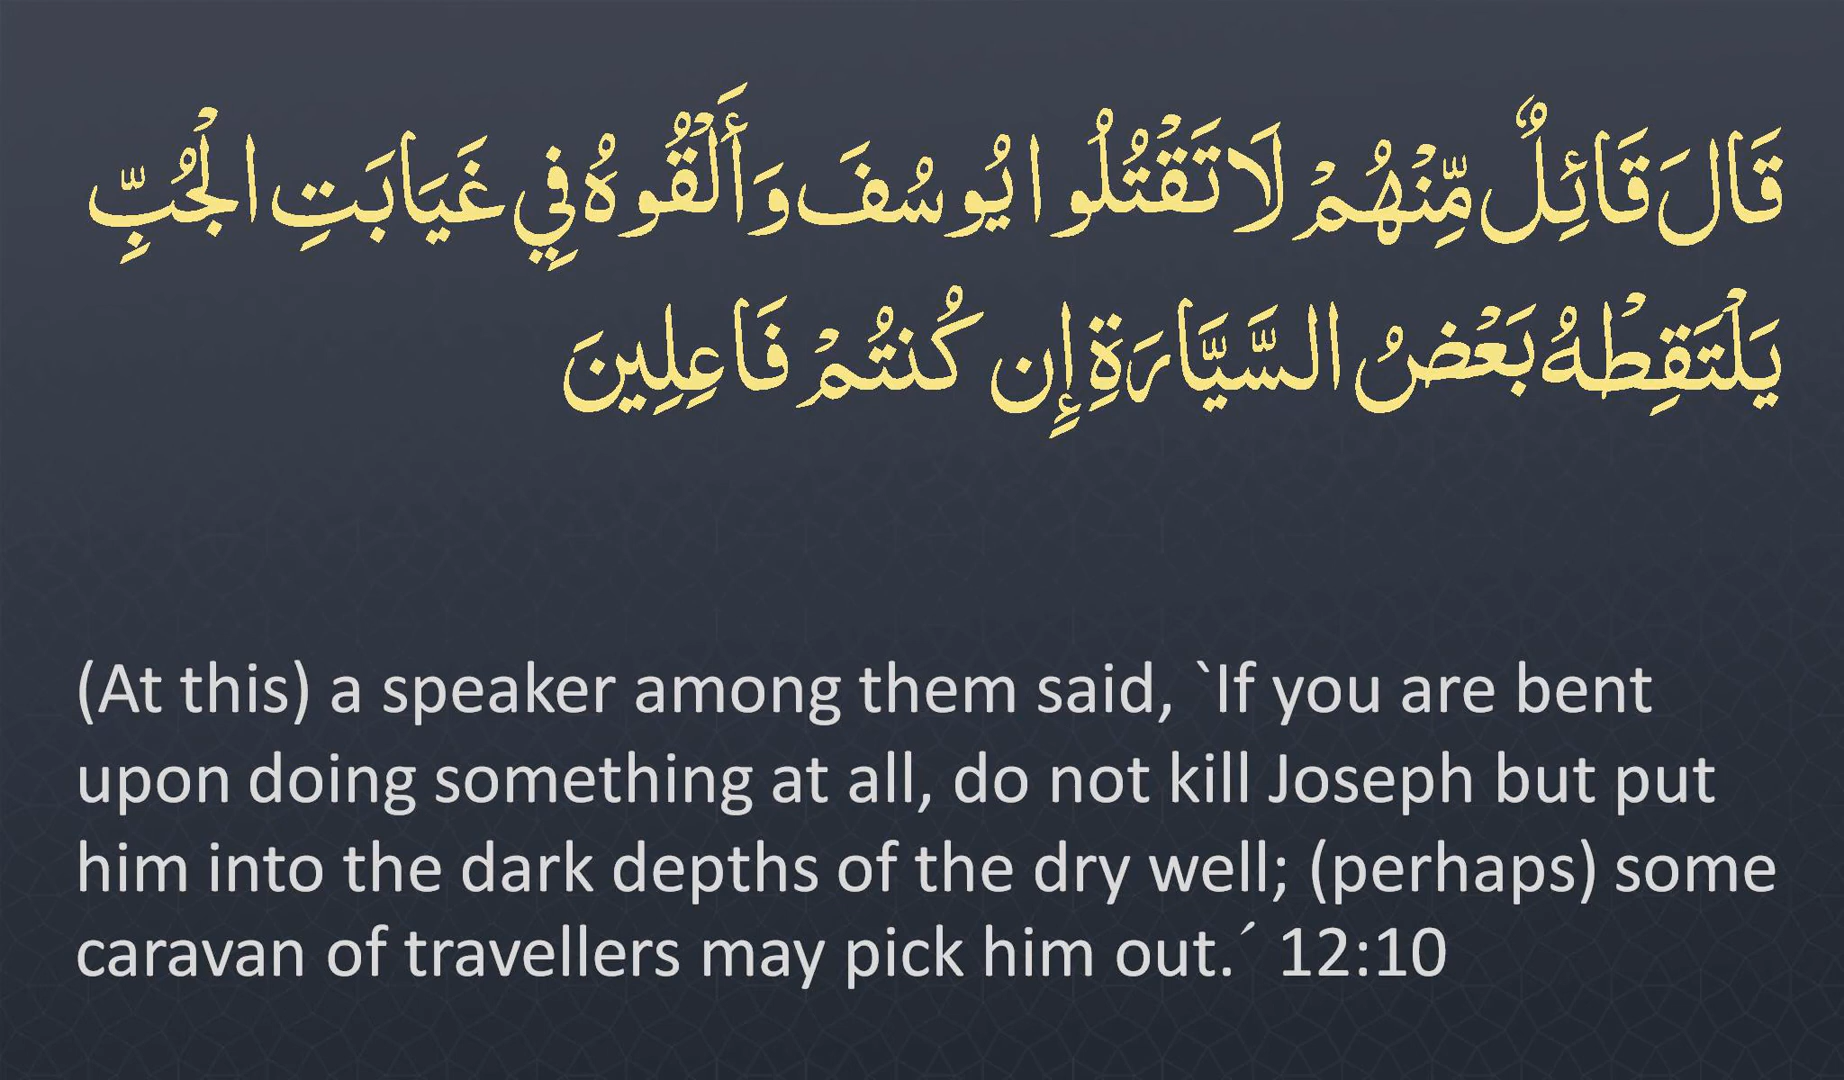 قَالَ قَائِلٌ مِّنْهُمْ لَا تَقْتُلُوا يُوسُفَ وَأَلْقُوهُ فِي غَيَابَتِ الْجُبِّ
يَلْتَقِطْهُ بَعْضُ السَّيَّارَةِ إِن كُنتُمْ فَاعِلِينَ
(At this) a speaker among them said, `If you are bent
upon doing something at all, do not kill Joseph but put
him into the dark depths of the dry well; (perhaps) some
caravan of travellers may pick him out.´ 12:10